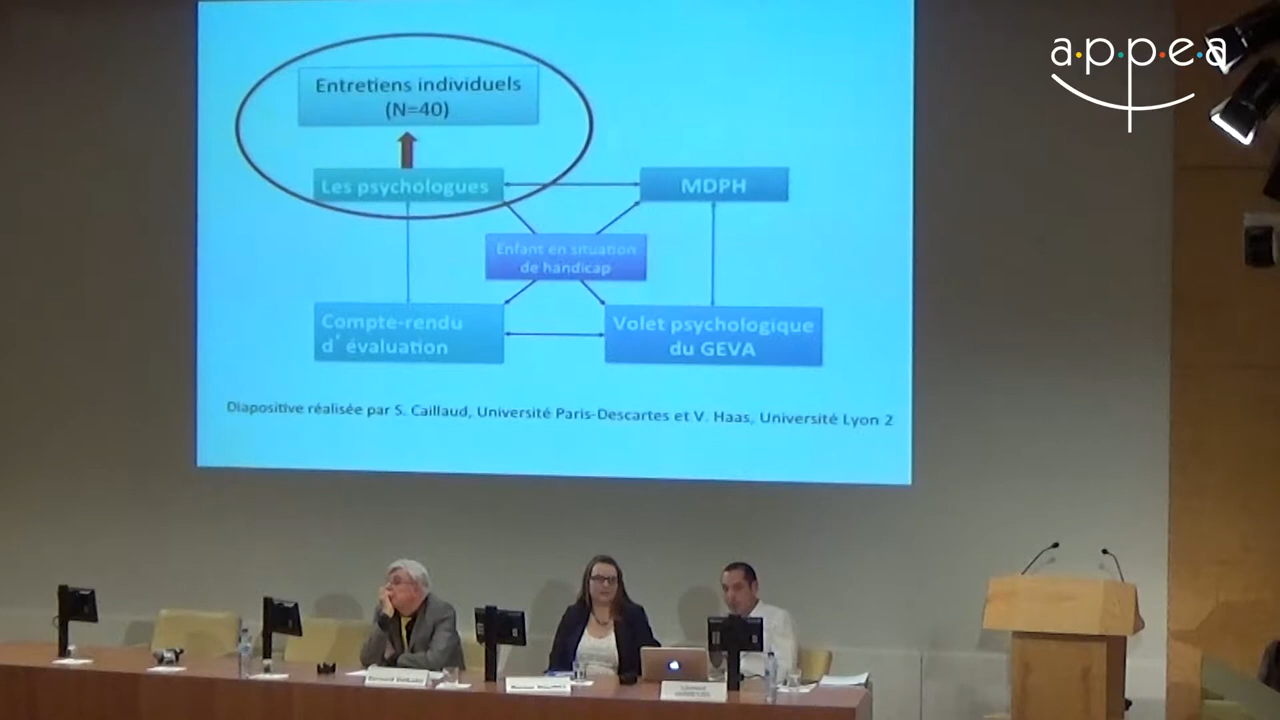 a.p.p.e.a
Entretiens individuels
(N=40)
Les psychologues
MDPH
Enfant en situation
de handicap
Compte-rendu
d'évaluation
Volet psychologique
du GEVA
Diapositive réalisée par S. Caillaud, Université Paris-Descartes et V. Haas, Université Lyon 2